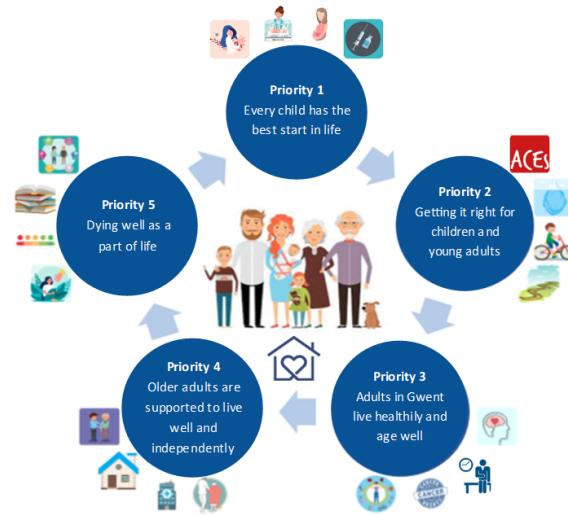 Priority 1
Every child has the
best start in life
ACEs
Priority 2
Getting it right for
children and
young adults
Priority 3
Adults in Gwent
live healthily and
age well
CANCER
Priority 4
Older adults are
supported to live
well and
independently
Priority 5
Dying well as a
part of life